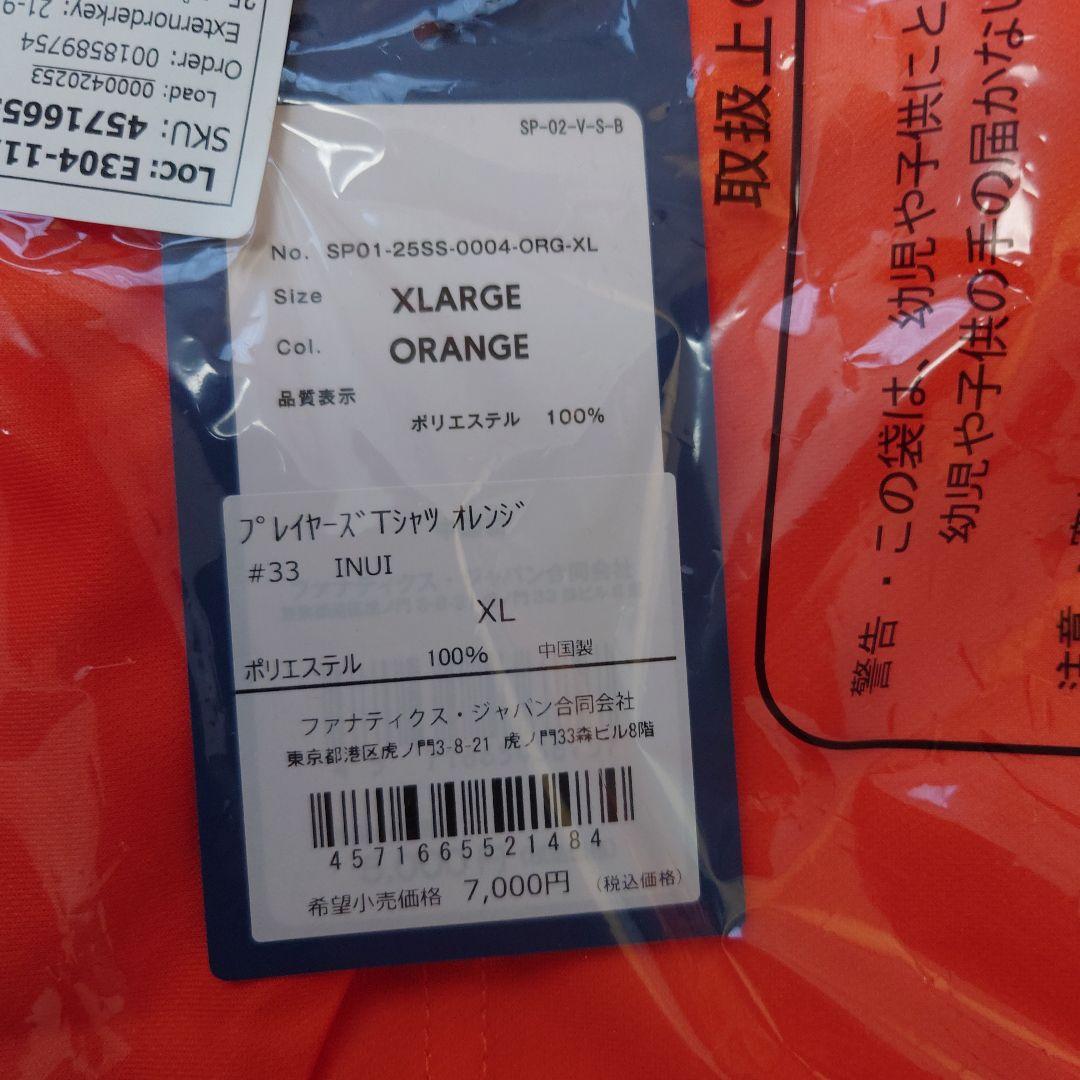 Loc: E304-11
SKU: 4571665
Load: 0000420253
Order: 0018589754
Externorderkey: 21-9
SP-02-V-S-B
No. SP01-25SS-0004-ORG-XL
Size XLARGE
Col. ORANGE
品質表示
ポリエステル 100%
ﾌﾟﾚｲﾔｰｽﾞTｼｬﾂ ｵﾚﾝｼﾞ
#33 INUI
XL
ポリエステル 100% 中国製
ファナティクス・ジャパン合同会社
東京都港区虎ノ門3-8-21 虎ノ門33森ビル8階
4571665521484
希望小売価格 7,000円 (税込価格)
取扱上
警告・この袋は、幼児や子供にと
幼児や子供の手の届かない
注意